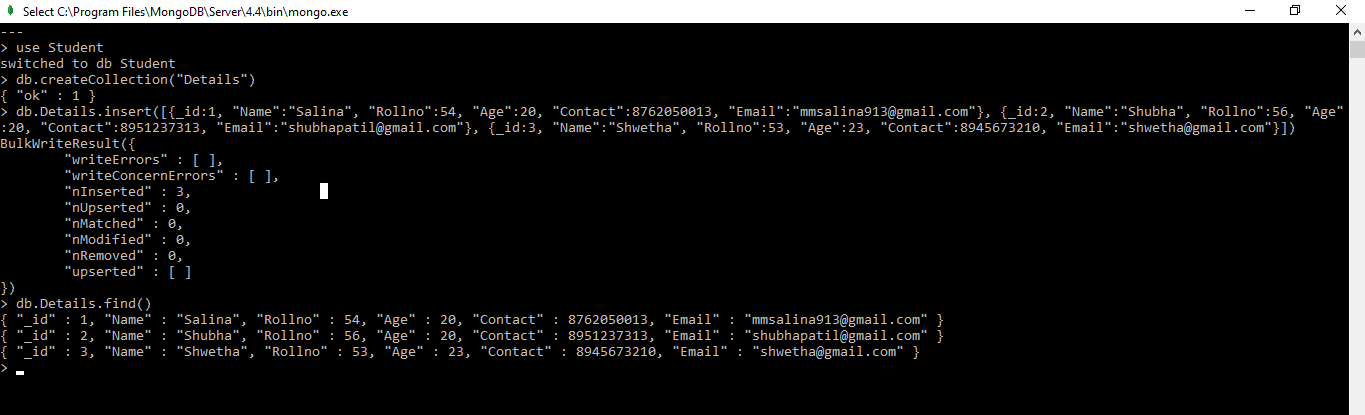 Select C:\Program Files\MongoDB\Server\4.4\bin\mongo.exe
---
> use Student
switched to db Student
> db.createCollection("Details")
{ "ok" : 1 }
> db.Details.insert([{_id:1, "Name":"Salina", "Rollno":54, "Age":20, "Contact":8762050013, "Email":"mmsalina913@gmail.com"}, {_id:2, "Name":"Shubha", "Rollno":56, "Age"
:20, "Contact":8951237313, "Email":"shubhapatil@gmail.com"}, {_id:3, "Name":"Shwetha", "Rollno":53, "Age":23, "Contact":8945673210, "Email":"shwetha@gmail.com"}])
BulkWriteResult({
        "writeErrors" : [ ],
        "writeConcernErrors" : [ ],
        "nInserted" : 3,
        "nUpserted" : 0,
        "nMatched" : 0,
        "nModified" : 0,
        "nRemoved" : 0,
        "upserted" : [ ]
})
> db.Details.find()
{ "_id" : 1, "Name" : "Salina", "Rollno" : 54, "Age" : 20, "Contact" : 8762050013, "Email" : "mmsalina913@gmail.com" }
{ "_id" : 2, "Name" : "Shubha", "Rollno" : 56, "Age" : 20, "Contact" : 8951237313, "Email" : "shubhapatil@gmail.com" }
{ "_id" : 3, "Name" : "Shwetha", "Rollno" : 53, "Age" : 23, "Contact" : 8945673210, "Email" : "shwetha@gmail.com" }
>